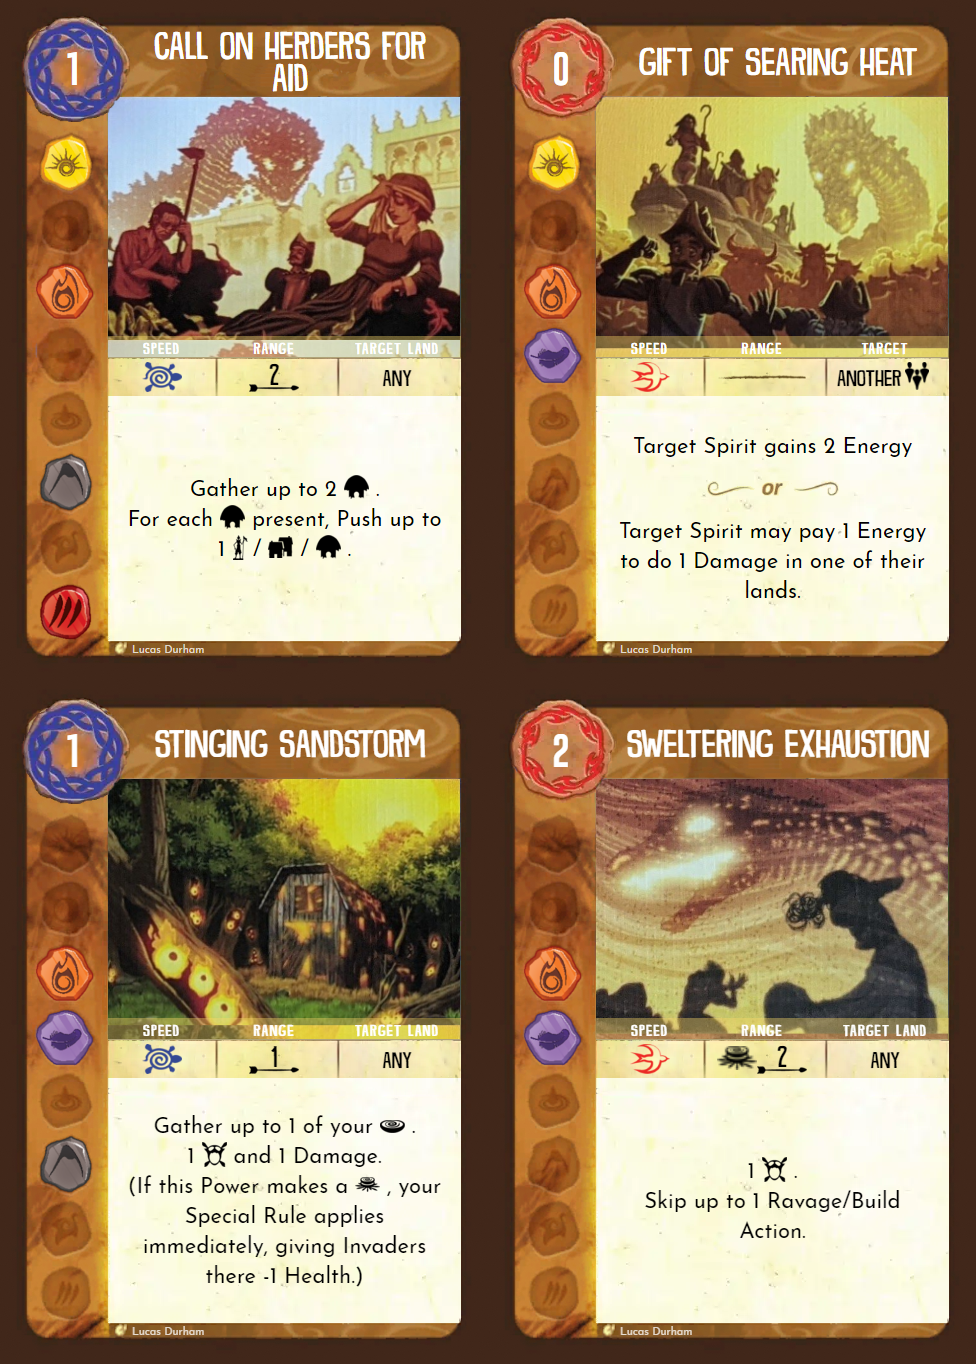 1
CALL ON HERDERS FOR
AID
SPEED RANGE TARGET LAND
2 ANY
Gather up to 2 .
For each present, Push up to
1 / / .
Lucas Durham
0
GIFT OF SEARING HEAT
SPEED RANGE TARGET
ANOTHER
Target Spirit gains 2 Energy
or
Target Spirit may pay 1 Energy
to do 1 Damage in one of their
lands.
Lucas Durham
1
STINGING SANDSTORM
SPEED RANGE TARGET LAND
1 ANY
Gather up to 1 of your .
1 and 1 Damage.
(If this Power makes a , your
Special Rule applies
immediately, giving Invaders
there -1 Health.)
Lucas Durham
2
SWELTERING EXHAUSTION
SPEED RANGE TARGET LAND
2 ANY
1 .
Skip up to 1 Ravage/Build
Action.
Lucas Durham